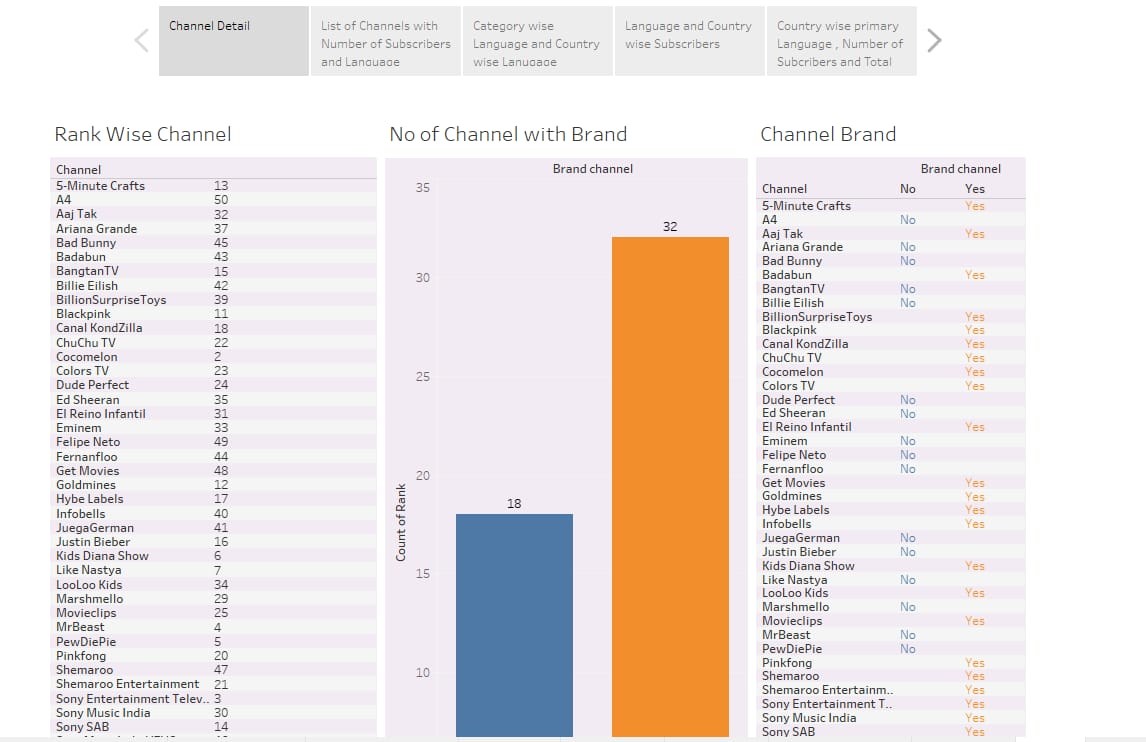 Channel Detail
List of Channels with
Number of Subscribers
and Language
Category wise
Language and Country
wise Language
Language and Country
wise Subscribers
Country wise primary
Language , Number of
Subcribers and Total
Rank Wise Channel
Channel
5-Minute Crafts 13
A4 50
Aaj Tak 32
Ariana Grande 37
Bad Bunny 45
Badabun 43
BangtanTV 15
Billie Eilish 42
BillionSurpriseToys 39
Blackpink 11
Canal KondZilla 18
ChuChu TV 22
Cocomelon 2
Colors TV 23
Dude Perfect 24
Ed Sheeran 35
El Reino Infantil 31
Eminem 33
Felipe Neto 49
Fernanfloo 44
Get Movies 48
Goldmines 12
Hybe Labels 17
Infobells 40
JuegaGerman 41
Justin Bieber 16
Kids Diana Show 6
Like Nastya 7
LooLoo Kids 34
Marshmello 29
Movieclips 25
MrBeast 4
PewDiePie 5
Pinkfong 20
Shemaroo 47
Shemaroo Entertainment 21
Sony Entertainment Telev.. 3
Sony Music India 30
Sony SAB 14
No of Channel with Brand
Brand channel
35
30
25
20
15
10
Count of Rank
18
32
Channel Brand
Brand channel
Channel No Yes
5-Minute Crafts Yes
A4 No
Aaj Tak Yes
Ariana Grande No
Bad Bunny No
Badabun Yes
BangtanTV No
Billie Eilish No
BillionSurpriseToys Yes
Blackpink Yes
Canal KondZilla Yes
ChuChu TV Yes
Cocomelon Yes
Colors TV Yes
Dude Perfect No
Ed Sheeran No
El Reino Infantil Yes
Eminem No
Felipe Neto No
Fernanfloo No
Get Movies Yes
Goldmines Yes
Hybe Labels Yes
Infobells Yes
JuegaGerman No
Justin Bieber No
Kids Diana Show Yes
Like Nastya No
LooLoo Kids Yes
Marshmello No
Movieclips Yes
MrBeast No
PewDiePie No
Pinkfong Yes
Shemaroo Yes
Shemaroo Entertainm.. Yes
Sony Entertainment T.. Yes
Sony Music India Yes
Sony SAB Yes